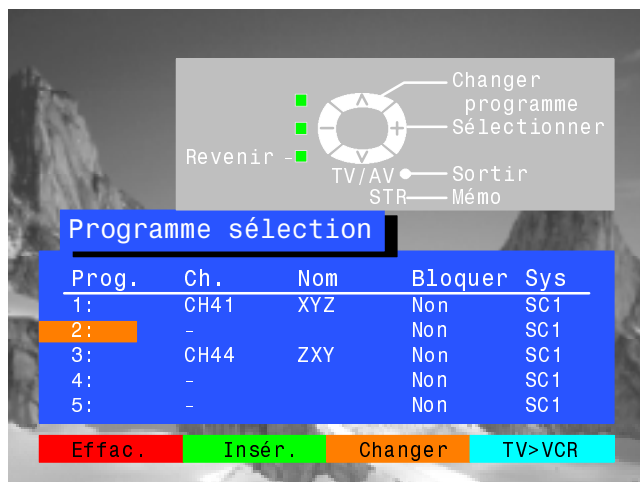 Changer
programme
Sélectionner
Revenir
TV/AV
Sortir
STR
Mémo
Programme sélection
Prog. Ch. Nom Bloquer Sys
1: CH41 XYZ Non SC1
2: - Non SC1
3: CH44 ZXY Non SC1
4: - Non SC1
5: - Non SC1
Effac. Insér. Changer TV>VCR